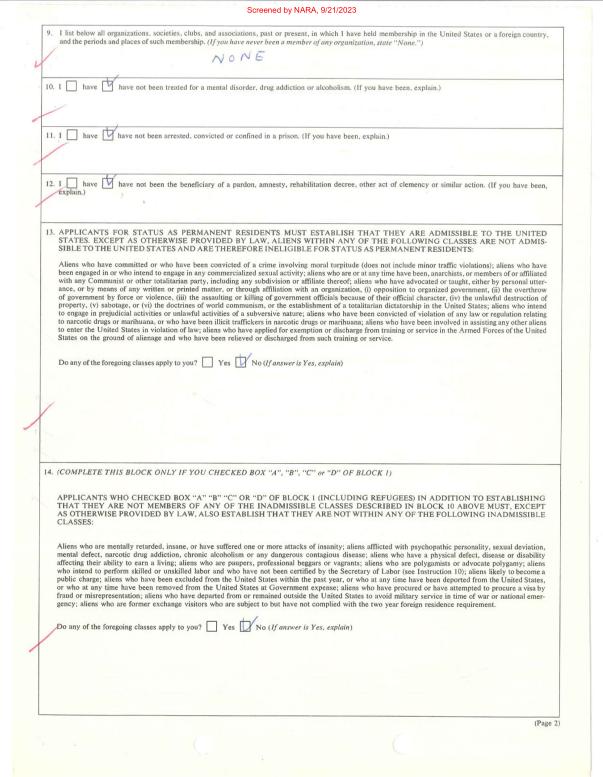 Screened by NARA, 9/21/2023
9. I list below all organizations, societies, clubs, and associations, past or present, in which I have held membership in the United States or a foreign country,
and the periods and places of such membership. (If you have never been a member of any organization, state "None.")
NONE
10. I have have not been treated for a mental disorder, drug addiction or alcoholism. (If you have been, explain.)
11. I have have not been arrested, convicted or confined in a prison. (If you have been, explain.)
12. I have have not been the beneficiary of a pardon, amnesty, rehabilitation decree, other act of clemency or similar action. (If you have been,
explain.)
13. APPLICANTS FOR STATUS AS PERMANENT RESIDENTS MUST ESTABLISH THAT THEY ARE ADMISSIBLE TO THE UNITED
STATES. EXCEPT AS OTHERWISE PROVIDED BY LAW, ALIENS WITHIN ANY OF THE FOLLOWING CLASSES ARE NOT ADMIS-
SIBLE TO THE UNITED STATES AND ARE THEREFORE INELIGIBLE FOR STATUS AS PERMANENT RESIDENTS:
Aliens who have committed or who have been convicted of a crime involving moral turpitude (does not include minor traffic violations); aliens who have
been engaged in or who intend to engage in any commercialized sexual activity; aliens who are or at any time have been, anarchists, or members of or affiliated
with any Communist or other totalitarian party, including any subdivision or affiliate thereof; aliens who have advocated or taught, either by personal utter-
ance, or by means of any written or printed matter, or through affiliation with an organization, (i) opposition to organized government, (ii) the overthrow
of government by force or violence, (iii) the assaulting or killing of government officials because of their official character, (iv) the unlawful destruction of
property, (v) sabotage, or (vi) the doctrines of world communism, or the establishment of a totalitarian dictatorship in the United States; aliens who intend
to engage in prejudicial activities or unlawful activities of a subversive nature; aliens who have been convicted of violation of any law or regulation relating
to narcotic drugs or marihuana, or who have been illicit traffickers in narcotic drugs or marihuana; aliens who have been involved in assisting any other aliens
to enter the United States in violation of law; aliens who have applied for exemption or discharge from training or service in the Armed Forces of the United
States on the ground of alienage and who have been relieved or discharged from such training or service.
Do any of the foregoing classes apply to you? Yes No (If answer is Yes, explain)
14. (COMPLETE THIS BLOCK ONLY IF YOU CHECKED BOX "A", "B", "C" or "D" OF BLOCK 1)
APPLICANTS WHO CHECKED BOX "A" "B" "C" OR "D" OF BLOCK 1 (INCLUDING REFUGEES) IN ADDITION TO ESTABLISHING
THAT THEY ARE NOT MEMBERS OF ANY OF THE INADMISSIBLE CLASSES DESCRIBED IN BLOCK 10 ABOVE MUST, EXCEPT
AS OTHERWISE PROVIDED BY LAW, ALSO ESTABLISH THAT THEY ARE NOT WITHIN ANY OF THE FOLLOWING INADMISSIBLE
CLASSES:
Aliens who are mentally retarded, insane, or have suffered one or more attacks of insanity; aliens afflicted with psychopathic personality, sexual deviation,
mental defect, narcotic drug addiction, chronic alcoholism or any dangerous contagious disease; aliens who have a physical defect, disease or disability
affecting their ability to earn a living; aliens who are paupers, professional beggars or vagrants; aliens who are polygamists or advocate polygamy; aliens who
intend to perform skilled or unskilled labor and who have not been certified by the Secretary of Labor (see Instruction 10); aliens likely to become a
public charge; aliens who have been excluded from the United States within the past year, or who at any time have been deported from the United States,
or who at any time have been removed from the United States at Government expense; aliens who have procured or have attempted to procure a visa by
fraud or misrepresentation; aliens who have departed from or remained outside the United States to avoid military service in time of war or national emer-
gency; aliens who are former exchange visitors who are subject to but have not complied with the two year foreign residence requirement.
Do any of the foregoing classes apply to you? Yes No (If answer is Yes, explain)
(Page 2)